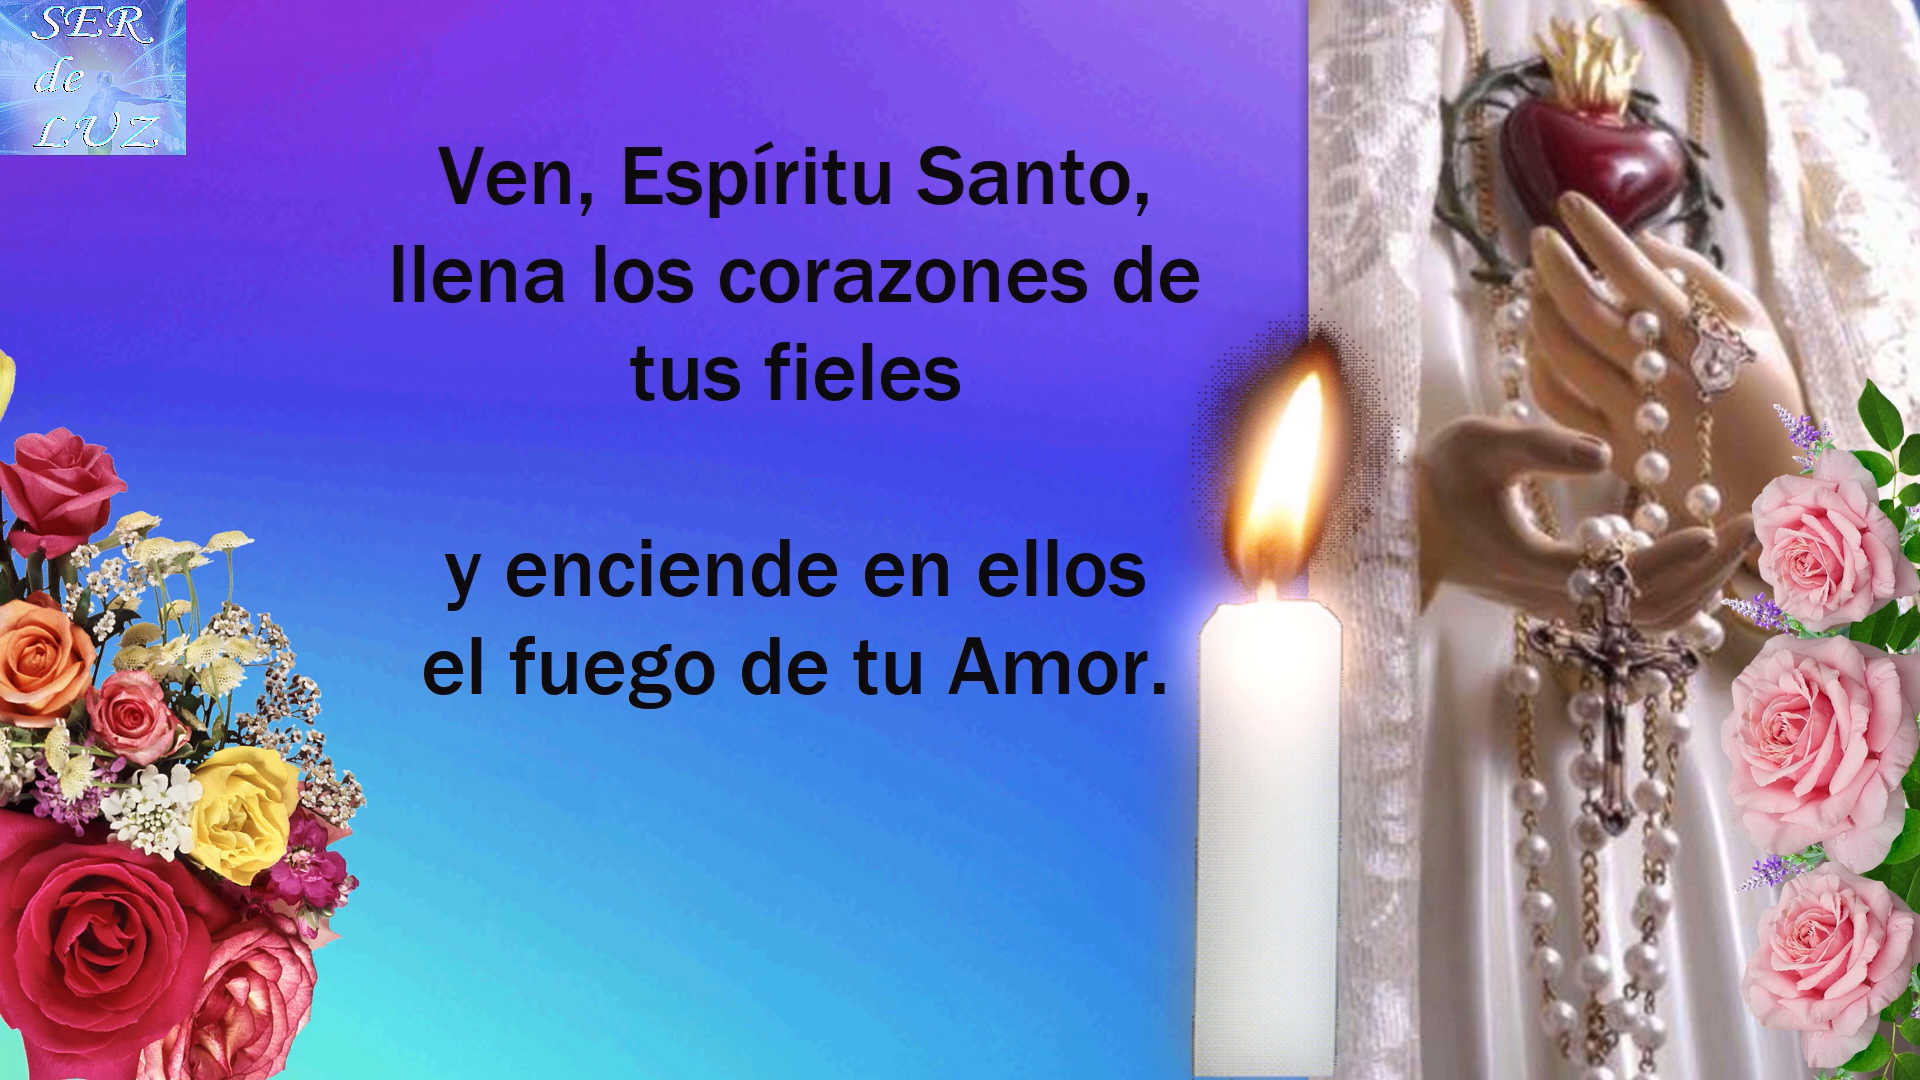 SER
de
LUZ
Ven, Espíritu Santo,
llena los corazones de
tus fieles
y enciende en ellos
el fuego de tu Amor.